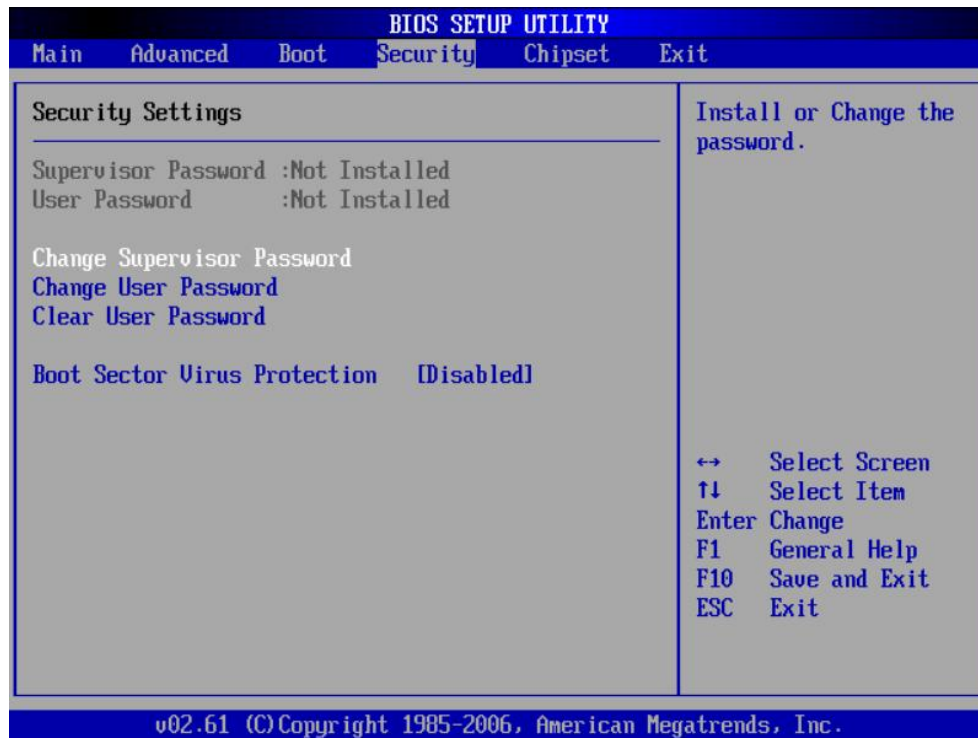 BIOS SETUP UTILITY
Main Advanced Boot Security Chipset Exit
Security Settings
Supervisor Password :Not Installed
User Password :Not Installed
Change Supervisor Password
Change User Password
Clear User Password
Boot Sector Virus Protection [Disabled]
Install or Change the
password.
←→ Select Screen
↑↓ Select Item
Enter Change
F1 General Help
F10 Save and Exit
ESC Exit
v02.61 (C)Copyright 1985-2006, American Megatrends, Inc.